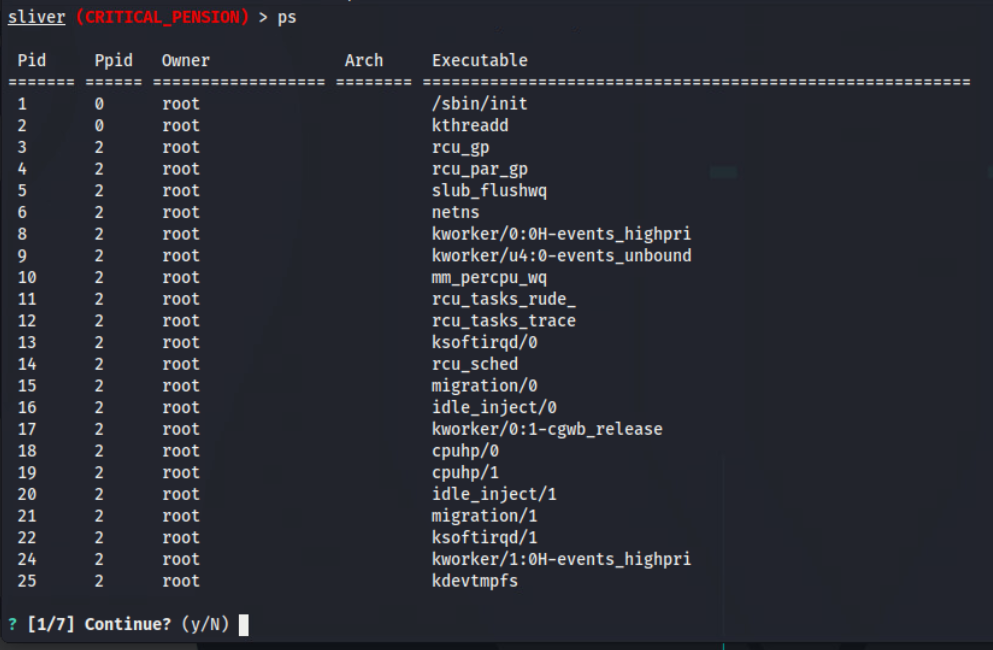 sliver (CRITICAL_PENSION) > ps
Pid Ppid Owner Arch Executable
======= ====== ================== ======== =========================================================
1 0 root /sbin/init
2 0 root kthreadd
3 2 root rcu_gp
4 2 root rcu_par_gp
5 2 root slub_flushwq
6 2 root netns
8 2 root kworker/0:0H-events_highpri
9 2 root kworker/u4:0-events_unbound
10 2 root mm_percpu_wq
11 2 root rcu_tasks_rude_
12 2 root rcu_tasks_trace
13 2 root ksoftirqd/0
14 2 root rcu_sched
15 2 root migration/0
16 2 root idle_inject/0
17 2 root kworker/0:1-cgwb_release
18 2 root cpuhp/0
19 2 root cpuhp/1
20 2 root idle_inject/1
21 2 root migration/1
22 2 root ksoftirqd/1
24 2 root kworker/1:0H-events_highpri
25 2 root kdevtmpfs
? [1/7] Continue? (y/N)